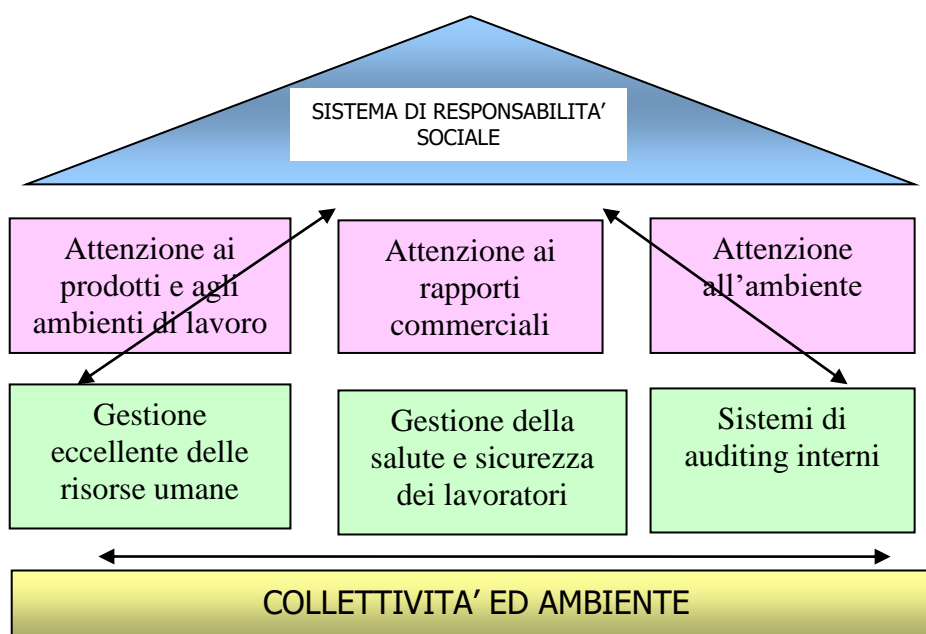 SISTEMA DI RESPONSABILITA’
SOCIALE
Attenzione ai
prodotti e agli
ambienti di lavoro
Attenzione ai
rapporti
commerciali
Attenzione
all’ambiente
Gestione
eccellente delle
risorse umane
Gestione della
salute e sicurezza
dei lavoratori
Sistemi di
auditing interni
COLLETTIVITA’ ED AMBIENTE